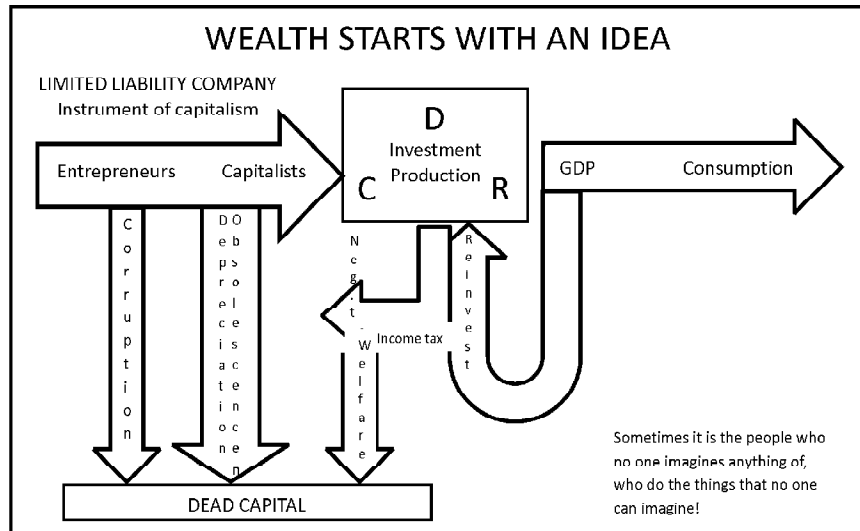 WEALTH STARTS WITH AN IDEA
LIMITED LIABILITY COMPANY
Instrument of capitalism
Entrepreneurs
Capitalists
D
Investment
Production
C
R
GDP
Consumption
Corruption
Depreciation
Obsolescencen
Welfare
Income tax
ReInvest
DEAD CAPITAL
Sometimes it is the people who
no one imagines anything of,
who do the things that no one
can imagine!